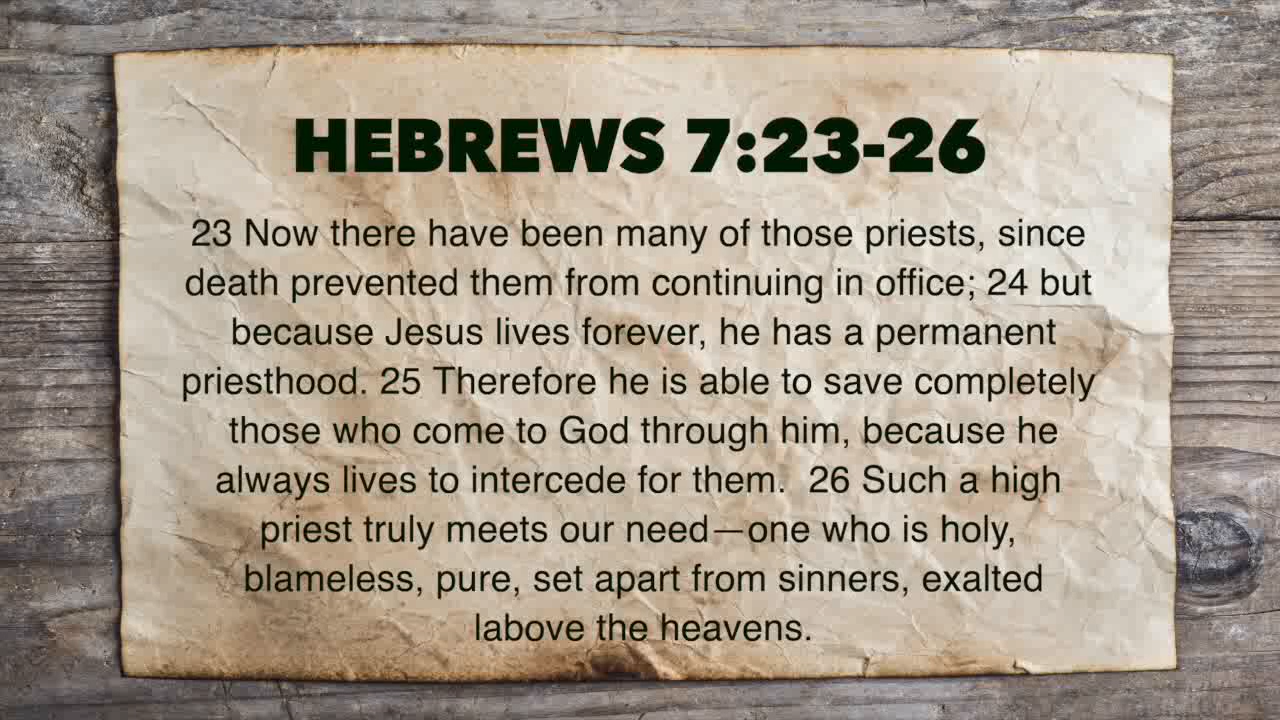 HEBREWS 7:23-26
23 Now there have been many of those priests, since
death prevented them from continuing in office; 24 but
because Jesus lives forever, he has a permanent
priesthood. 25 Therefore he is able to save completely
those who come to God through him, because he
always lives to intercede for them.  26 Such a high
priest truly meets our need—one who is holy,
blameless, pure, set apart from sinners, exalted
labove the heavens.